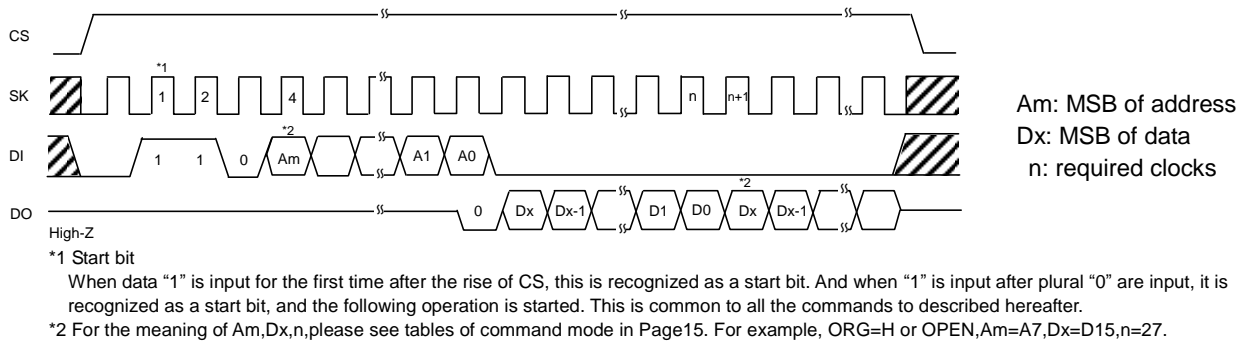 CS
SK
*1
1 2 4 n n+1
DI
*2
1 1 0 Am A1 A0
DO
*2
0 Dx Dx-1 D1 D0 Dx Dx-1
High-Z
Am: MSB of address
Dx: MSB of data
n: required clocks
*1 Start bit
When data “1” is input for the first time after the rise of CS, this is recognized as a start bit. And when “1” is input after plural “0” are input, it is
recognized as a start bit, and the following operation is started. This is common to all the commands to described hereafter.
*2 For the meaning of Am,Dx,n,please see tables of command mode in Page15. For example, ORG=H or OPEN,Am=A7,Dx=D15,n=27.